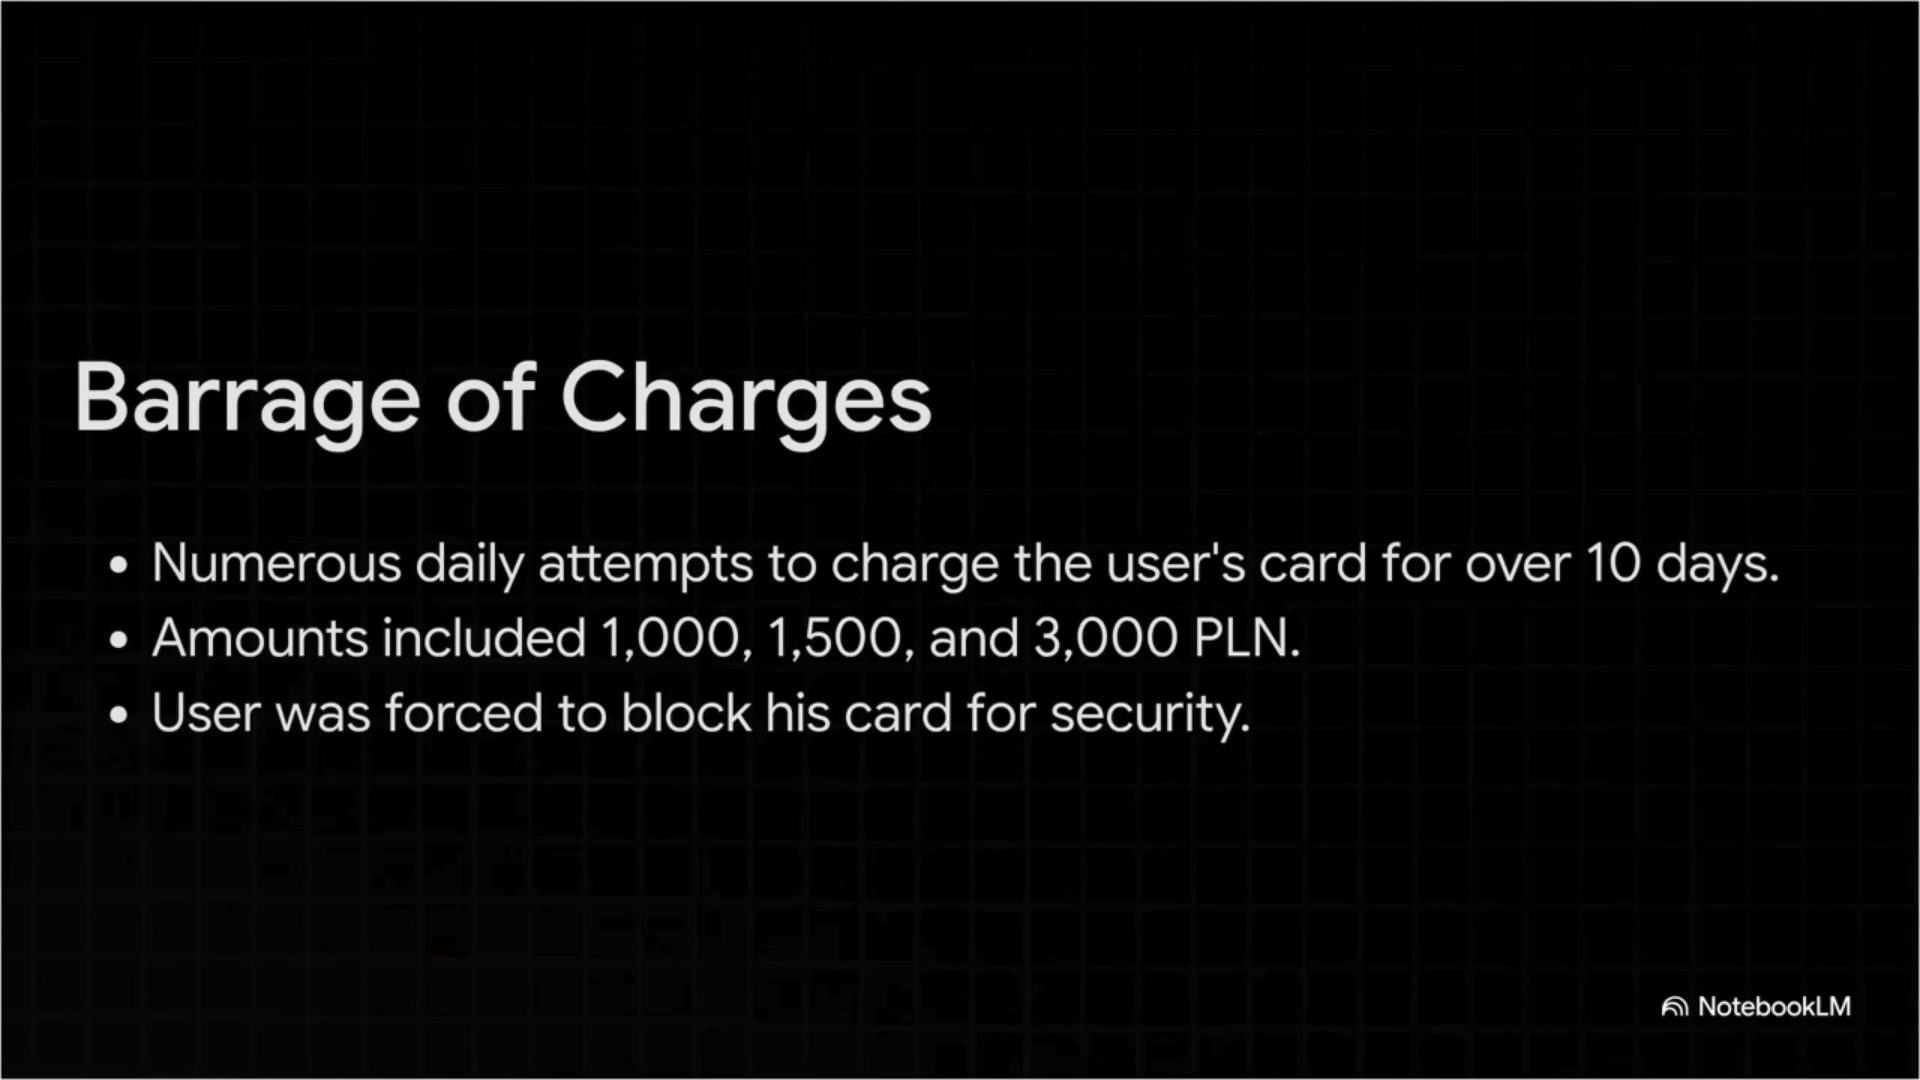 Barrage of Charges
• Numerous daily attempts to charge the user's card for over 10 days.
• Amounts included 1,000, 1,500, and 3,000 PLN.
• User was forced to block his card for security.
NotebookLM